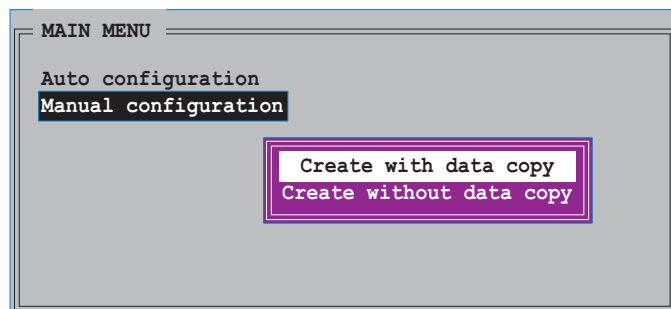 MAIN MENU
Auto configuration
Manual configuration
Create with data copy
Create without data copy